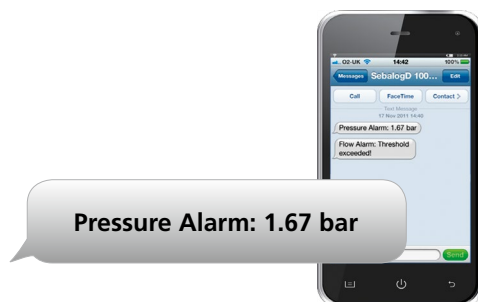 O2-UK 14:42 100%
Messages SebalogD 100... Edit
Call FaceTime Contact >
Text Message
17 Nov 2011 14:42
Pressure Alarm: 1.67 bar
Flow Alarm: Threshold
exceeded!
Pressure Alarm: 1.67 bar
Send